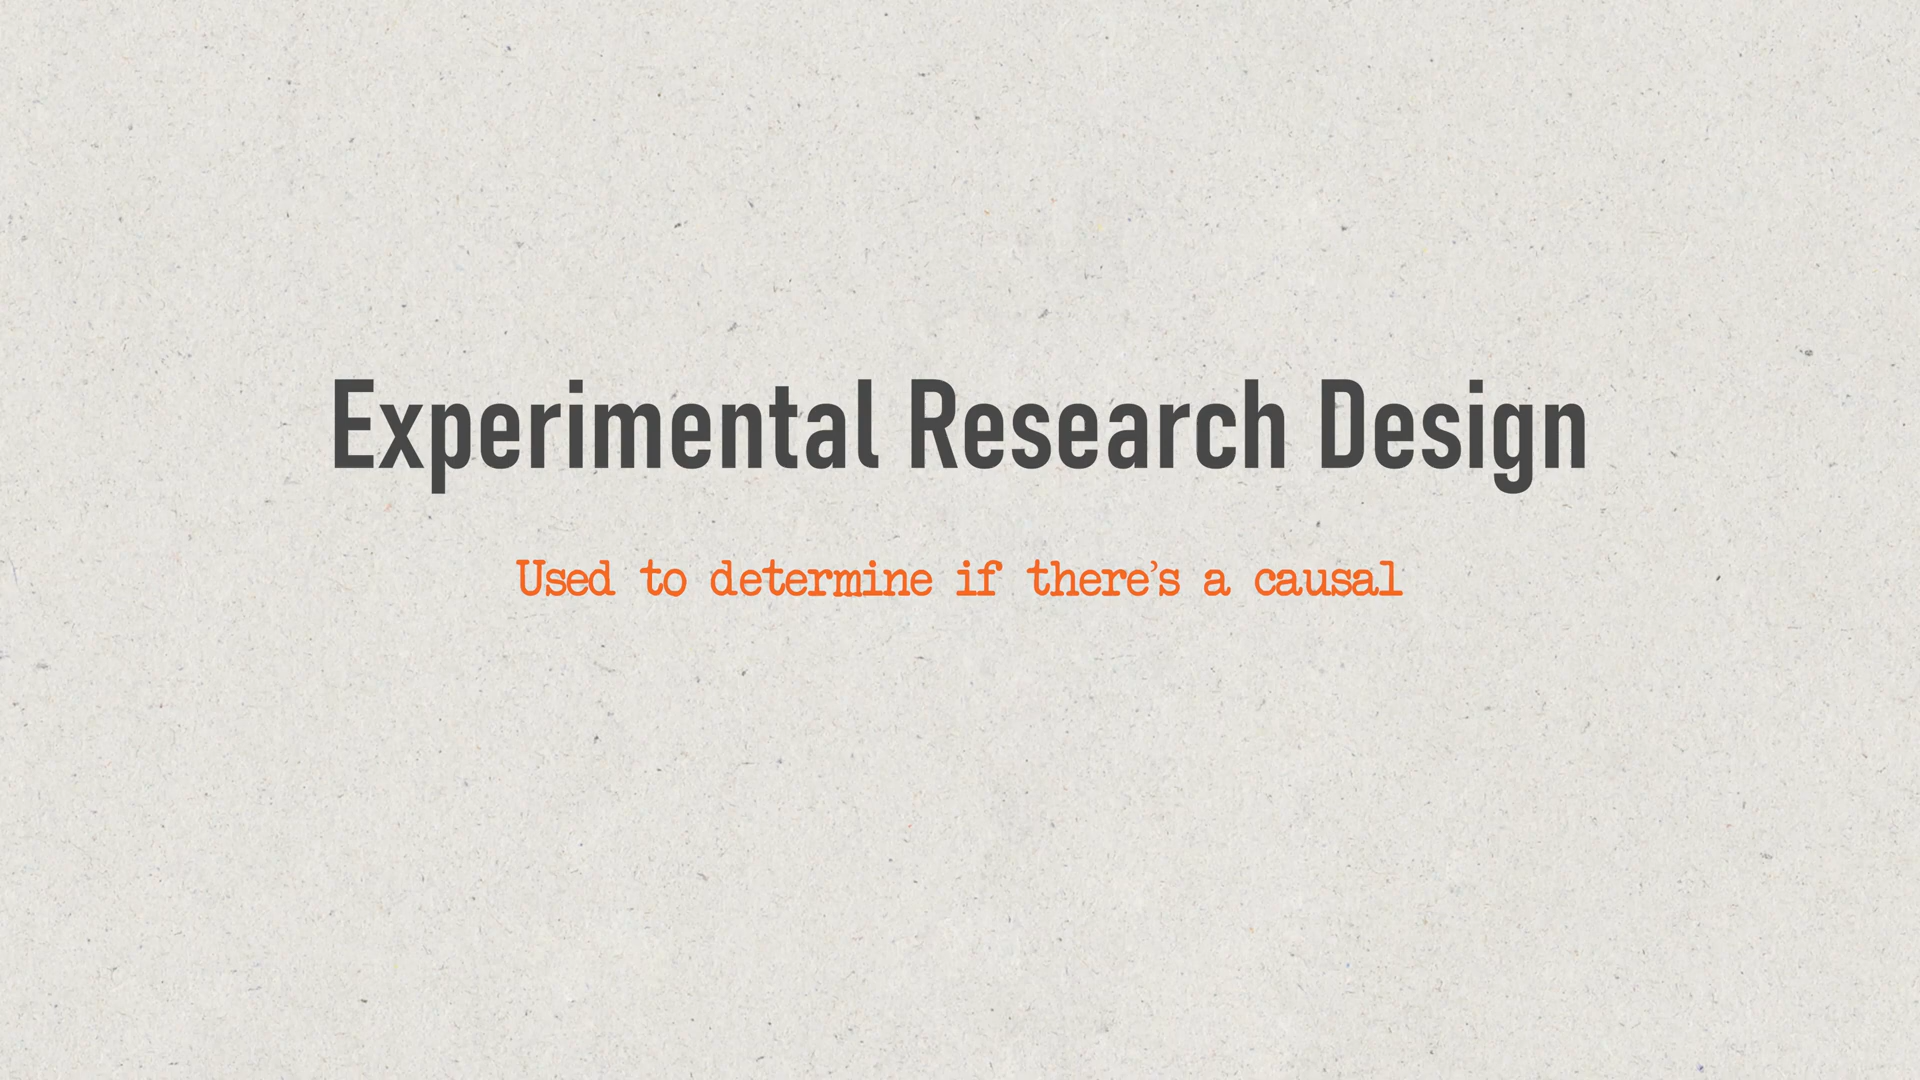 Experimental Research Design
Used to determine if there's a causal